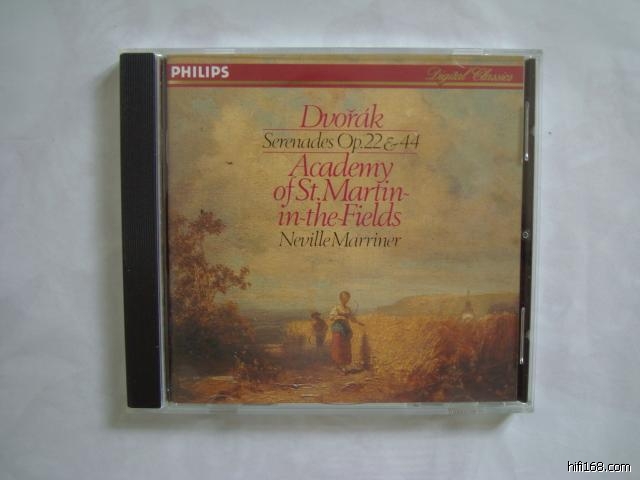 PHILIPS
Digital Classics
Dvořák
Serenades Op.22 & 44
Academy
of St. Martin-
in-the-Fields
Neville Marriner
hifi168.com